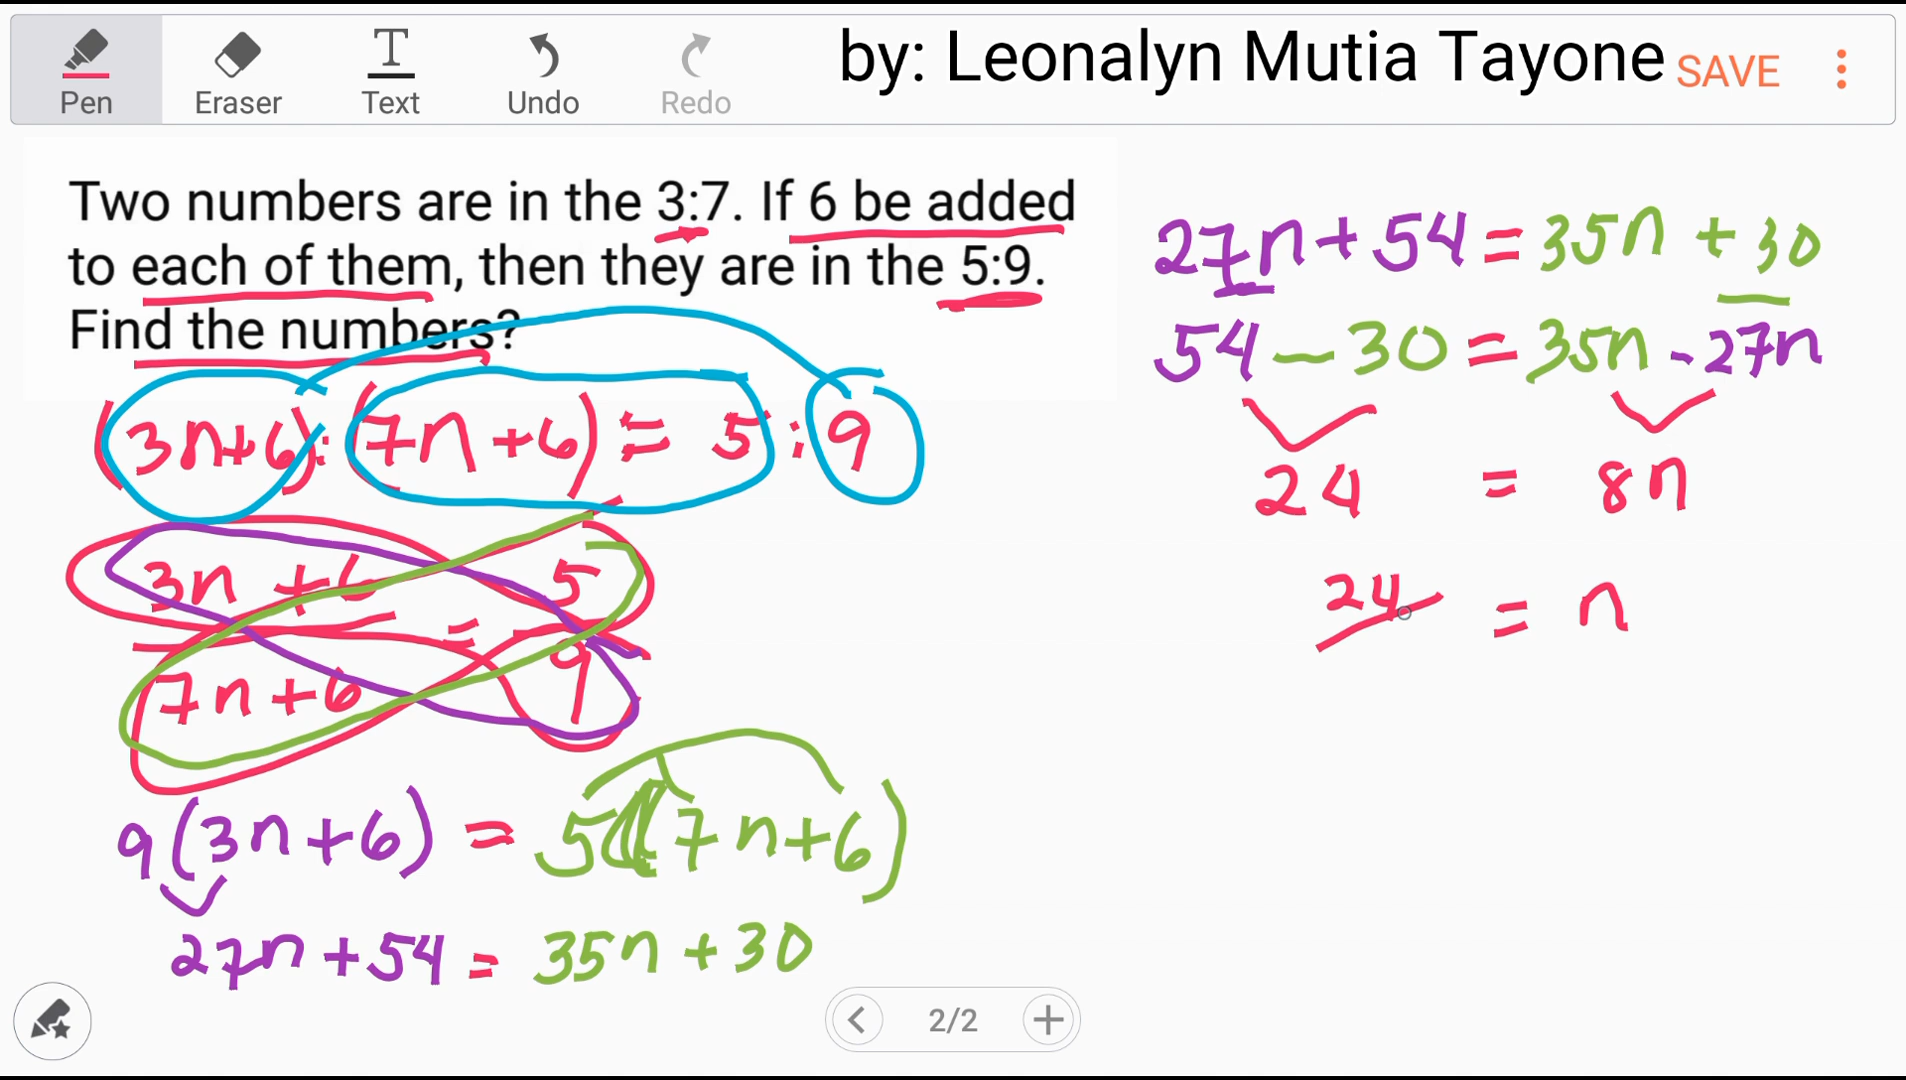 Pen Eraser Text Undo Redo by: Leonalyn Mutia Tayone SAVE
Two numbers are in the 3:7. If 6 be added
to each of them, then they are in the 5:9.
Find the numbers?
(3n+6):(7n+6) = 5:9
3n+6 = 5
7n+6 9
9(3n+6) = 5(7n+6)
27n+54 = 35n+30
27n+54 = 35n+30
54-30 = 35n-27n
24 = 8n
24 = n
2/2